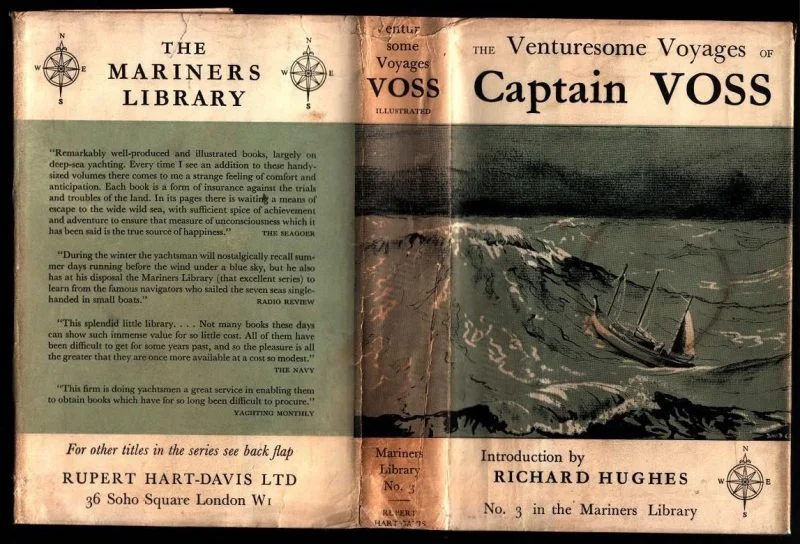 N
W E
S
THE
MARINERS
LIBRARY
N
W E
S
"Remarkably well-produced and illustrated books, largely on
deep-sea yachting. Every time I see an addition to these handy-
sized volumes there comes to me a strange feeling of comfort and
anticipation. Each book is a form of insurance against the trials
and troubles of the land. In its pages there is waiting a means of
escape to the wide wild sea, with sufficient spice of achievement
and adventure to ensure that measure of unconsciousness which it
has been said is the true source of happiness." THE SEAGOER
"During the winter the yachtsman will nostalgically recall sum-
mer days running before the wind under a blue sky, but he also
has at his disposal the Mariners Library (that excellent series) to
learn from the famous navigators who sailed the seven seas single-
handed in small boats." RADIO REVIEW
"This splendid little library. . . . Not many books these days
can show such immense value for so little cost. All of them have
been difficult to get for some years past, and so the pleasure is all
the greater that they are once more available at a cost so modest."
THE NAVY
"This firm is doing yachtsmen a great service in enabling them
to obtain books which have for so long been difficult to procure."
YACHTING MONTHLY
For other titles in the series see back flap
RUPERT HART-DAVIS LTD
36 Soho Square London W1
Ventur
some
Voyages
VOSS
ILLUSTRATED
Mariners
Library
No. 3
RUPERT
HART-DAVIS
THE Venturesome Voyages OF
Captain VOSS
Introduction by
RICHARD HUGHES
No. 3 in the Mariners Library
N
W E
S